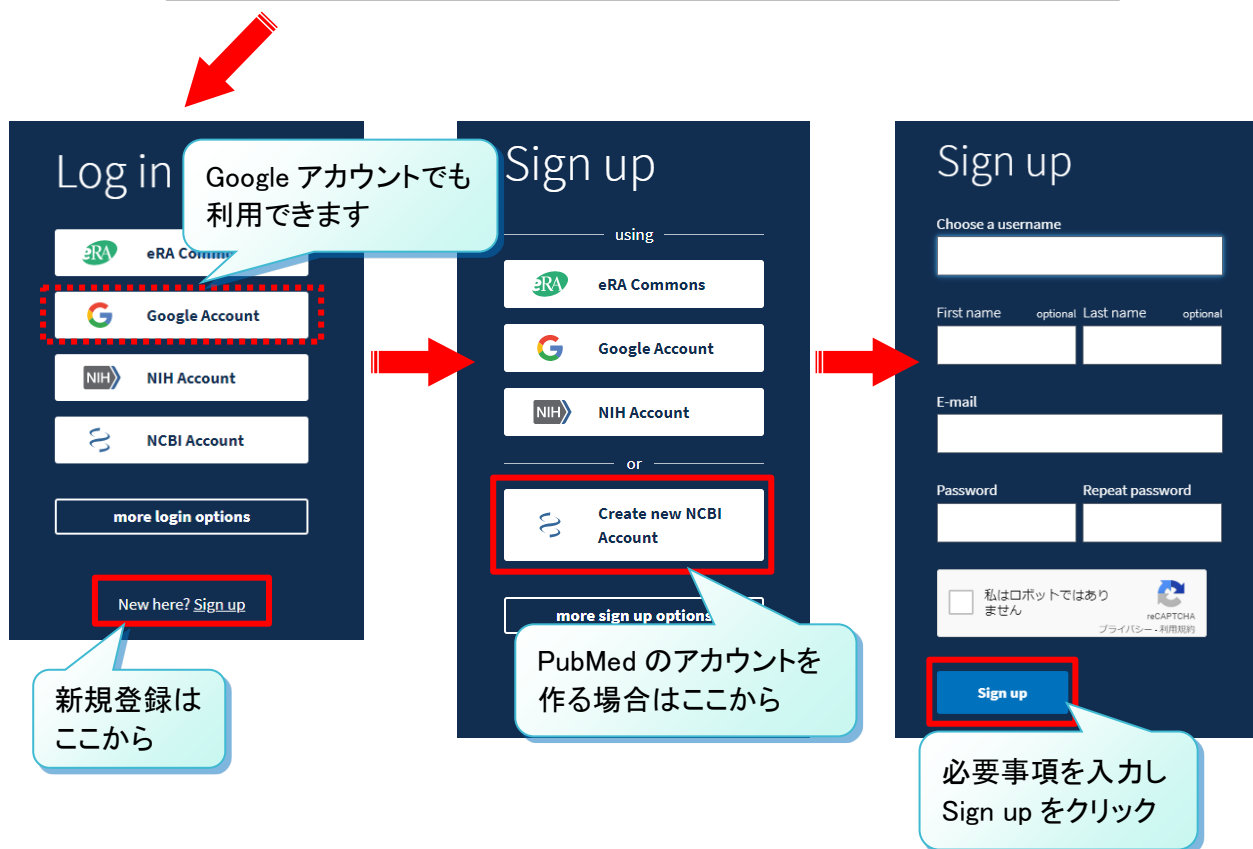 Log in
Google アカウントでも
利用できます
eRA
eRA Comm
Google Account
NIH
NIH Account
NCBI Account
more login options
New here? Sign up
新規登録は
ここから
Sign up
using
eRA
eRA Commons
Google Account
NIH
NIH Account
or
Create new NCBI
Account
more sign up options
PubMed のアカウントを
作る場合はここから
Sign up
Choose a username
First name optional Last name optional
E-mail
Password Repeat password
私はロボットではあり
ません
reCAPTCHA
プライバシー - 利用規約
Sign up
必要事項を入力し
Sign up をクリック